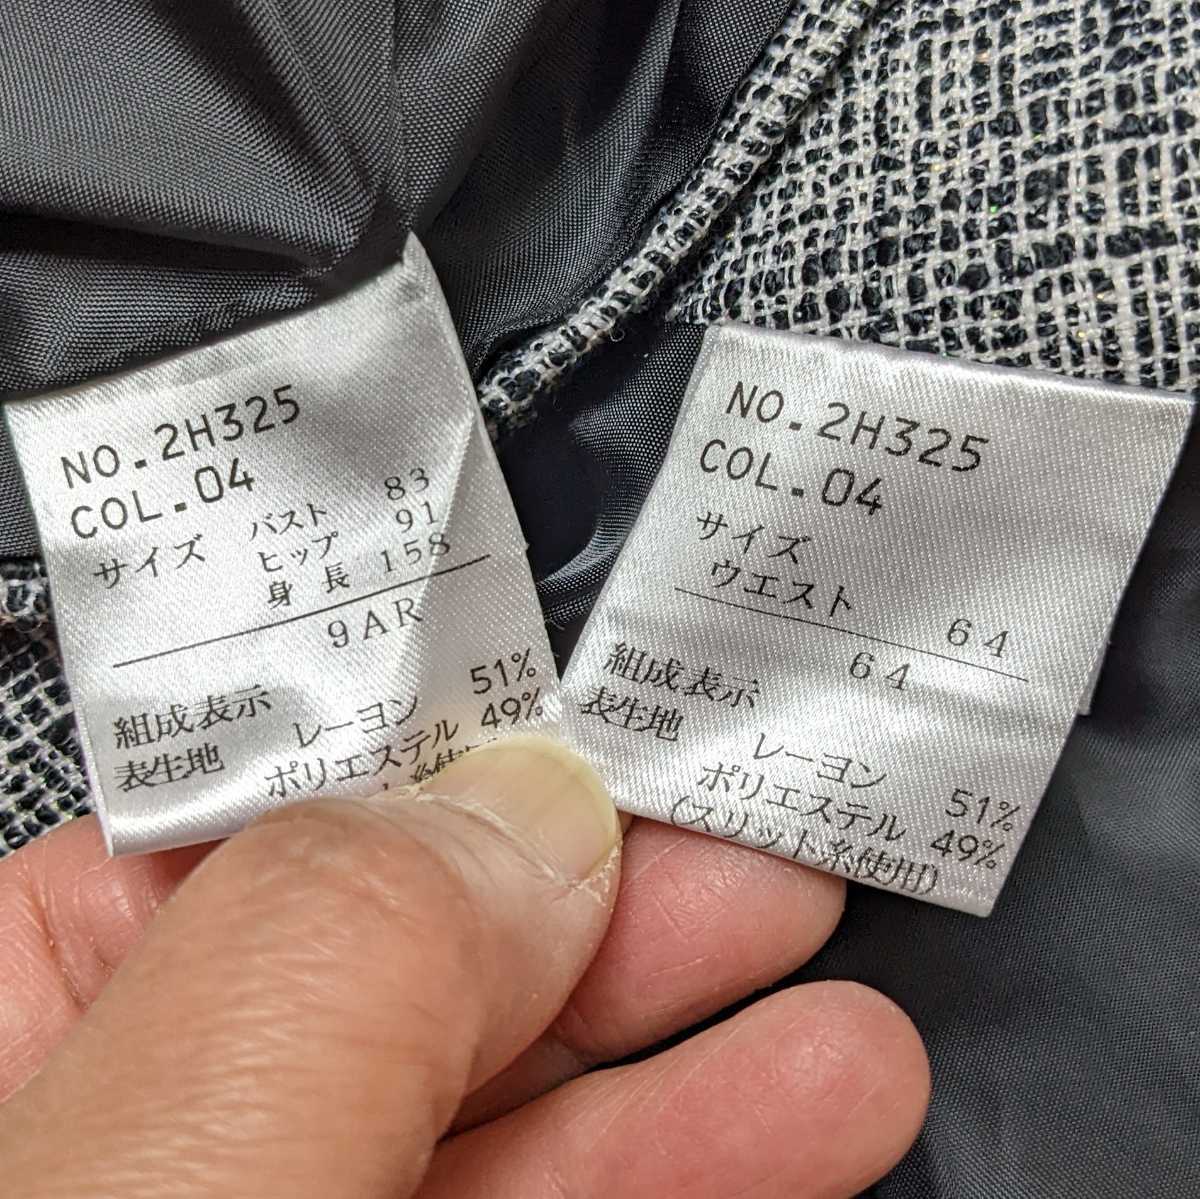 NO.2H325
COL.04
サイズ バスト 83
ヒップ 91
身長 158
9AR
組成表示
表生地 レーヨン 51%
ポリエステル 49%
ト糸使用
NO.2H325
COL.04
サイズ
ウエスト 64
64
組成表示
表生地 レーヨン 51%
ポリエステル 49%
(スリット糸使用)